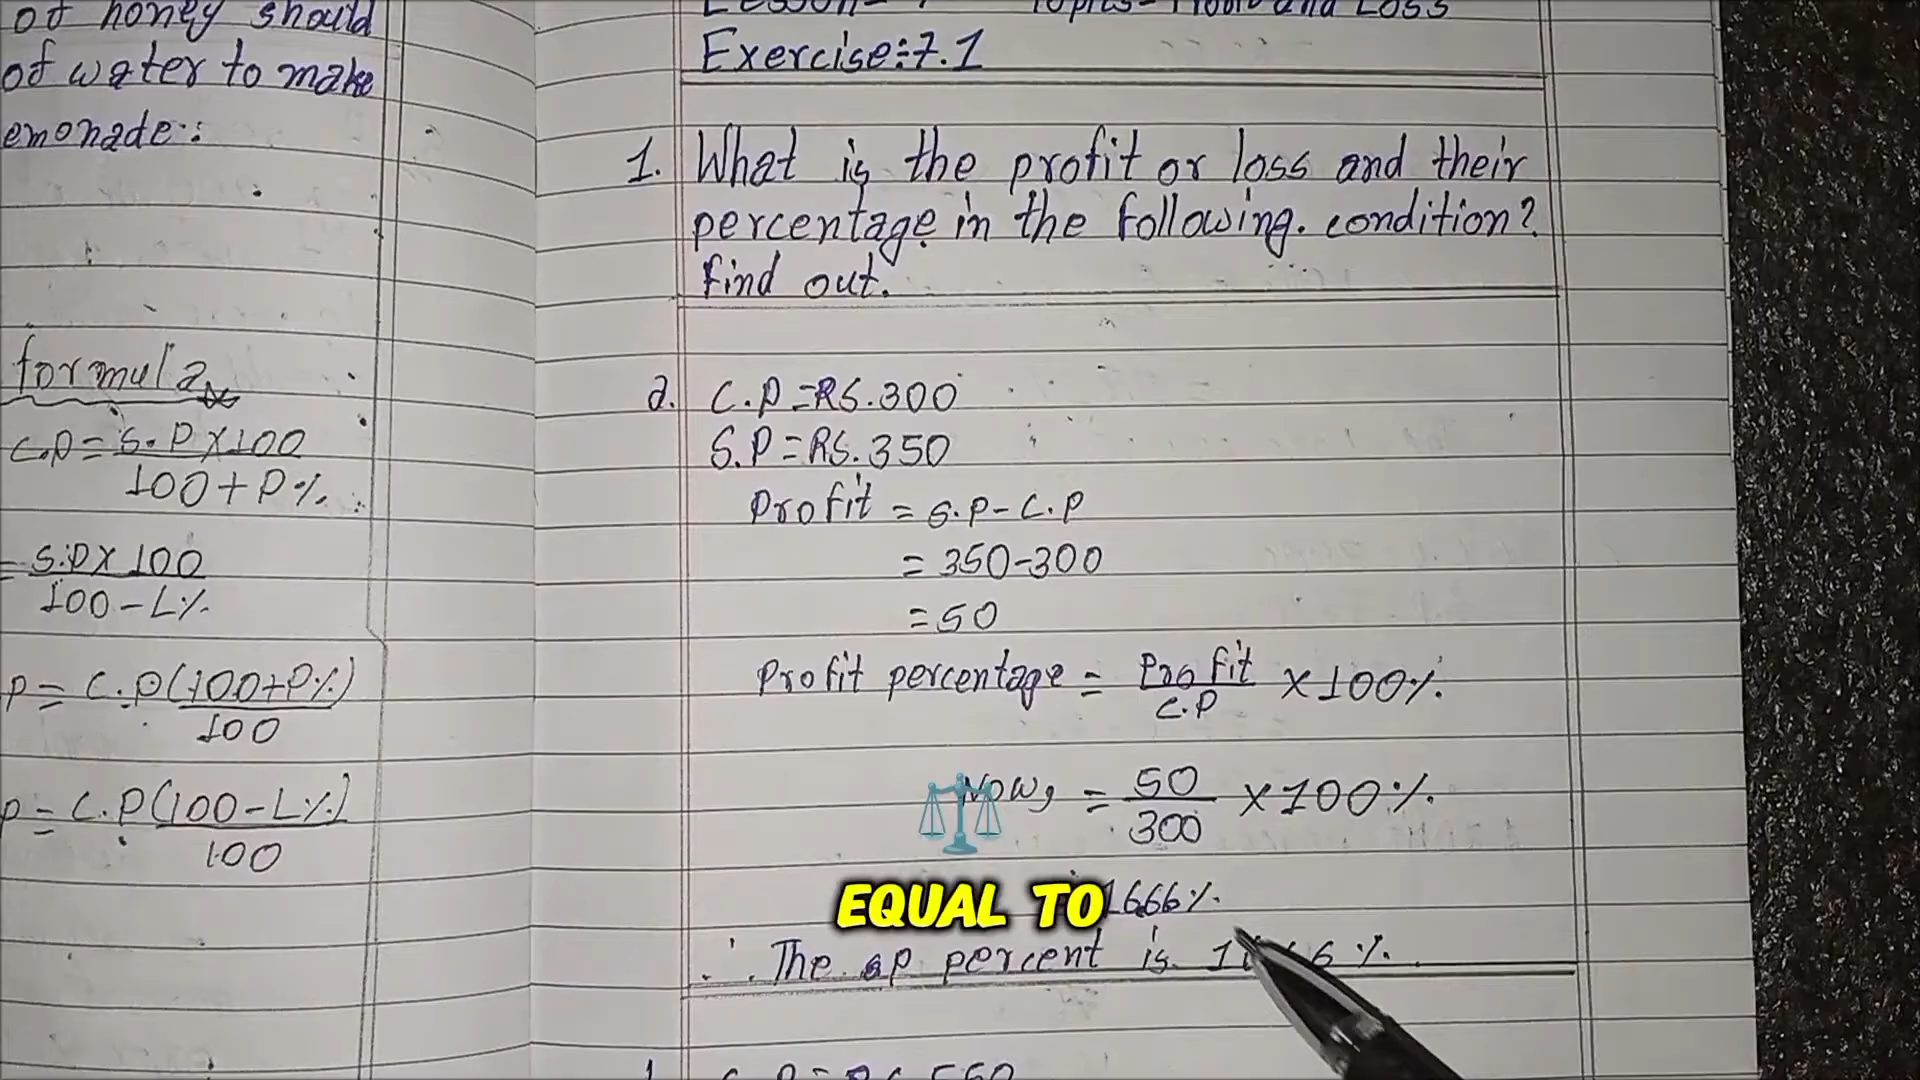 of honey should
of water to make
emonade:
formula
C.P = S.P X 100
100 + P%
= S.P X 100
100 - L%
P = C.P(100+P%)
100
P = C.P(100-L%)
100
Exercise:7.1
1. What is the profit or loss and their
percentage in the following. condition?
find out.
a. C.P = RS.300
S.P = RS.350
Profit = S.P - C.P
= 350-300
= 50
Profit percentage = Profit × 100%
C.P
Now, = 50 × 100%
300
EQUAL TO
∴ The percent is